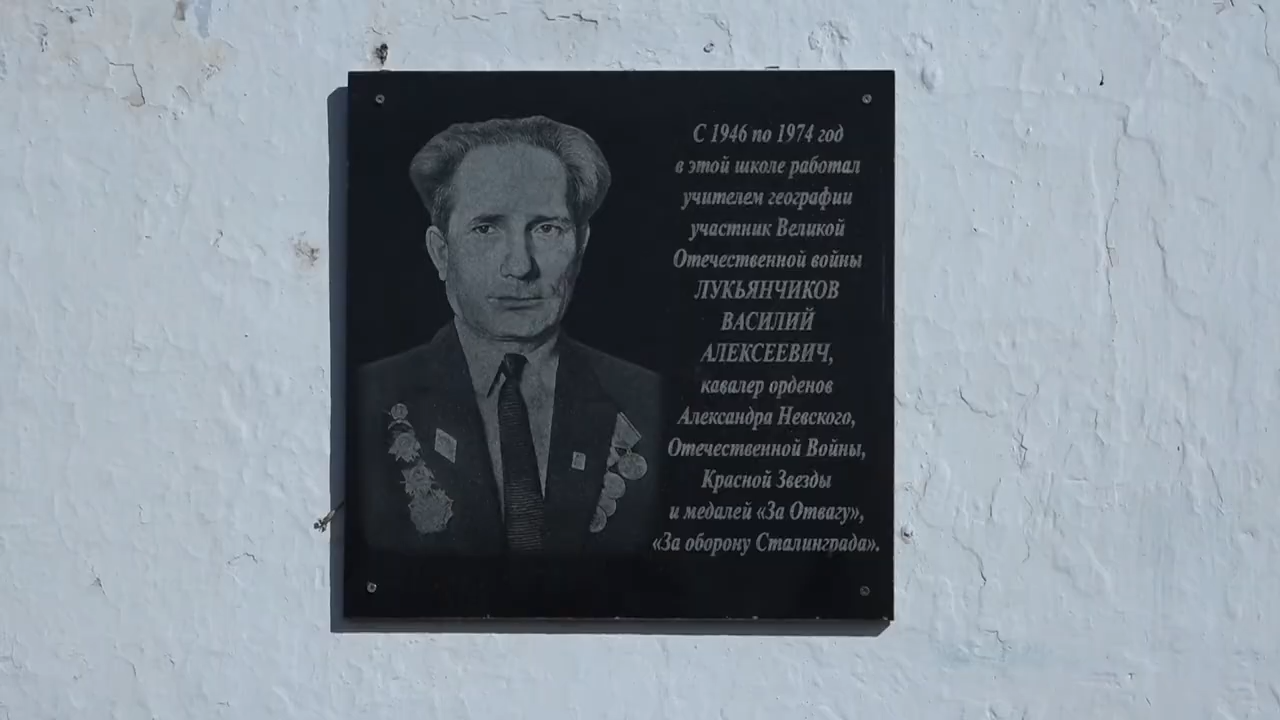 С 1946 по 1974 год
в этой школе работал
учителем географии
участник Великой
Отечественной войны
ЛУКЬЯНЧИКОВ
ВАСИЛИЙ
АЛЕКСЕЕВИЧ,
кавалер орденов
Александра Невского,
Отечественной Войны,
Красной Звезды
и медалей «За Отвагу»,
«За оборону Сталинграда».